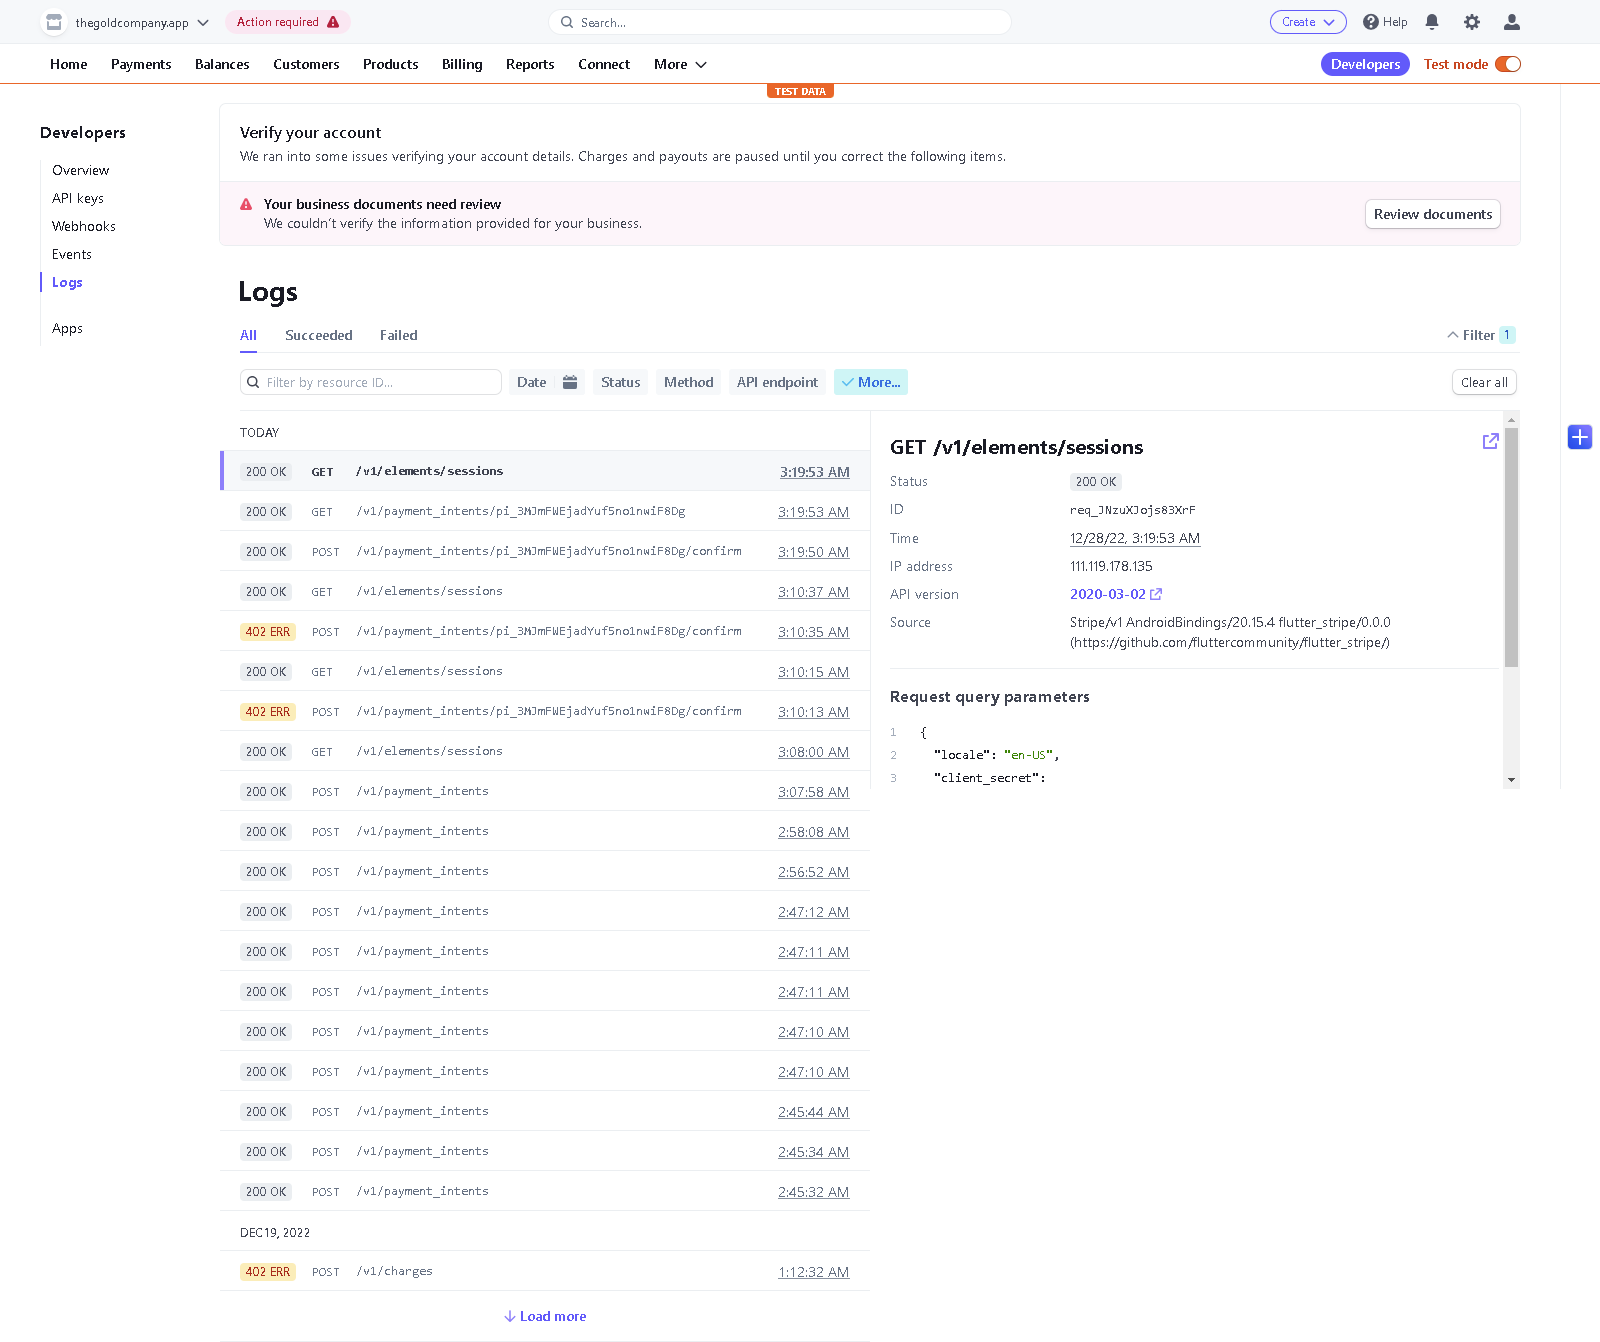 thegoldcompany.app
Action required
Search...
Create
Help
Home Payments Balances Customers Products Billing Reports Connect More
Developers
Test mode
TEST DATA
Developers
Overview
API keys
Webhooks
Events
Logs
Apps
Verify your account
We ran into some issues verifying your account details. Charges and payouts are paused until you correct the following items.
Your business documents need review
We couldn't verify the information provided for your business.
Review documents
Logs
All Succeeded Failed
Filter 1
Filter by resource ID...
Date Status Method API endpoint More...
Clear all
TODAY
200 OK GET /v1/elements/sessions 3:19:53 AM
200 OK GET /v1/payment_intents/pi_3MJmFWEjadYuf5no1nwiF8Dg 3:19:53 AM
200 OK POST /v1/payment_intents/pi_3MJmFWEjadYuf5no1nwiF8Dg/confirm 3:19:50 AM
200 OK GET /v1/elements/sessions 3:10:37 AM
402 ERR POST /v1/payment_intents/pi_3MJmFWEjadYuf5no1nwiF8Dg/confirm 3:10:35 AM
200 OK GET /v1/elements/sessions 3:10:15 AM
402 ERR POST /v1/payment_intents/pi_3MJmFWEjadYuf5no1nwiF8Dg/confirm 3:10:13 AM
200 OK GET /v1/elements/sessions 3:08:00 AM
200 OK POST /v1/payment_intents 3:07:58 AM
200 OK POST /v1/payment_intents 2:58:08 AM
200 OK POST /v1/payment_intents 2:56:52 AM
200 OK POST /v1/payment_intents 2:47:12 AM
200 OK POST /v1/payment_intents 2:47:11 AM
200 OK POST /v1/payment_intents 2:47:11 AM
200 OK POST /v1/payment_intents 2:47:10 AM
200 OK POST /v1/payment_intents 2:47:10 AM
200 OK POST /v1/payment_intents 2:45:44 AM
200 OK POST /v1/payment_intents 2:45:34 AM
200 OK POST /v1/payment_intents 2:45:32 AM
DEC 19, 2022
402 ERR POST /v1/charges 1:12:32 AM
Load more
GET /v1/elements/sessions
Status 200 OK
ID req_JNzuXJojs83XrF
Time 12/28/22, 3:19:53 AM
IP address 111.119.178.135
API version 2020-03-02
Source Stripe/v1 AndroidBindings/20.15.4 flutter_stripe/0.0.0
(https://github.com/fluttercommunity/flutter_stripe/)
Request query parameters
1 {
2 "locale": "en-US",
3 "client_secret":